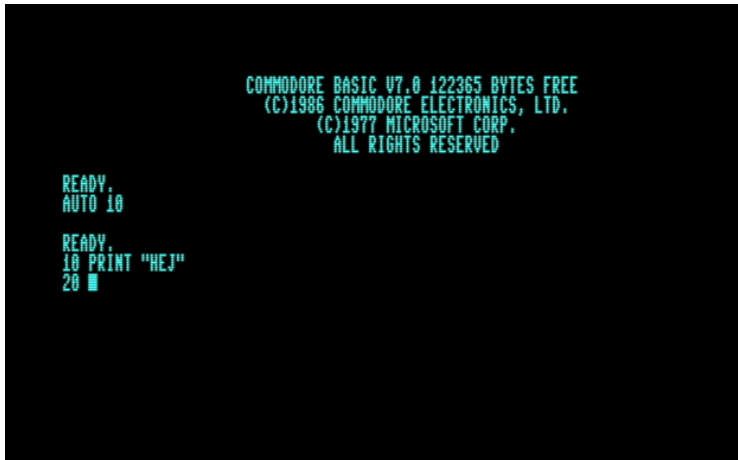 COMMODORE BASIC V7.0 122365 BYTES FREE
(C)1986 COMMODORE ELECTRONICS, LTD.
(C)1977 MICROSOFT CORP.
ALL RIGHTS RESERVED
READY.
AUTO 10
READY.
10 PRINT "HEJ"
20